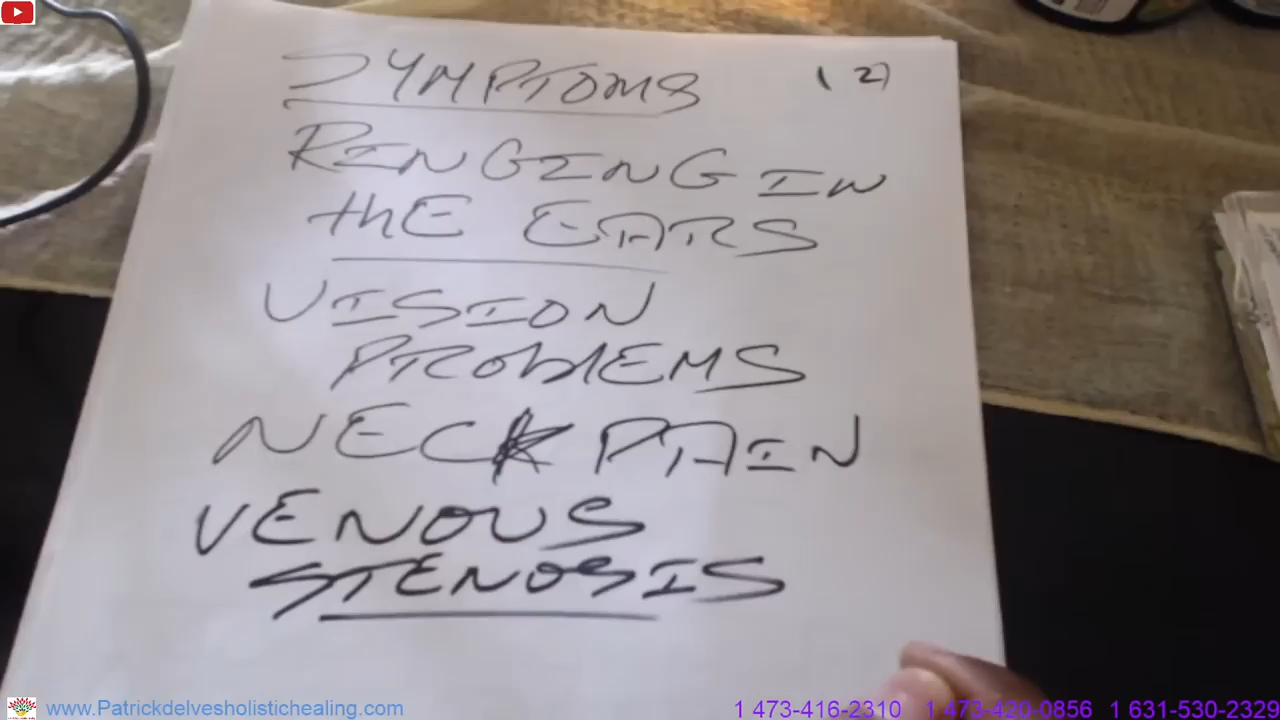 SYMPTOMS (2)
RINGING IN
thE EARS
VISION
PROblEMS
NECK PAIN
VENOUS
STENOSIS
www.Patrickdelvesholistichealing.com 1 473-416-2310 1 473-420-0856 1 631-530-2329